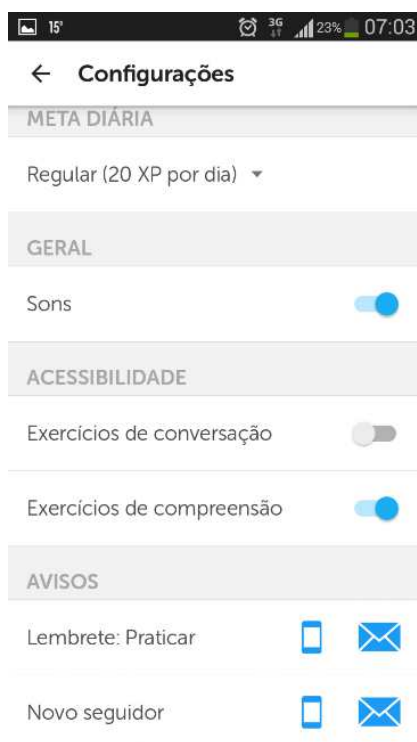 15° 3G 23% 07:03
Configurações
META DIÁRIA
Regular (20 XP por dia)
GERAL
Sons
ACESSIBILIDADE
Exercícios de conversação
Exercícios de compreensão
AVISOS
Lembrete: Praticar
Novo seguidor